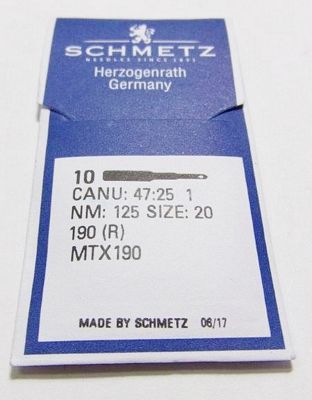 SCHMETZ
NEEDLES SINCE 1851
Herzogenrath
Germany
10
CANU: 47:25 1
NM: 125 SIZE: 20
190 (R)
MTX190
MADE BY SCHMETZ 06/17